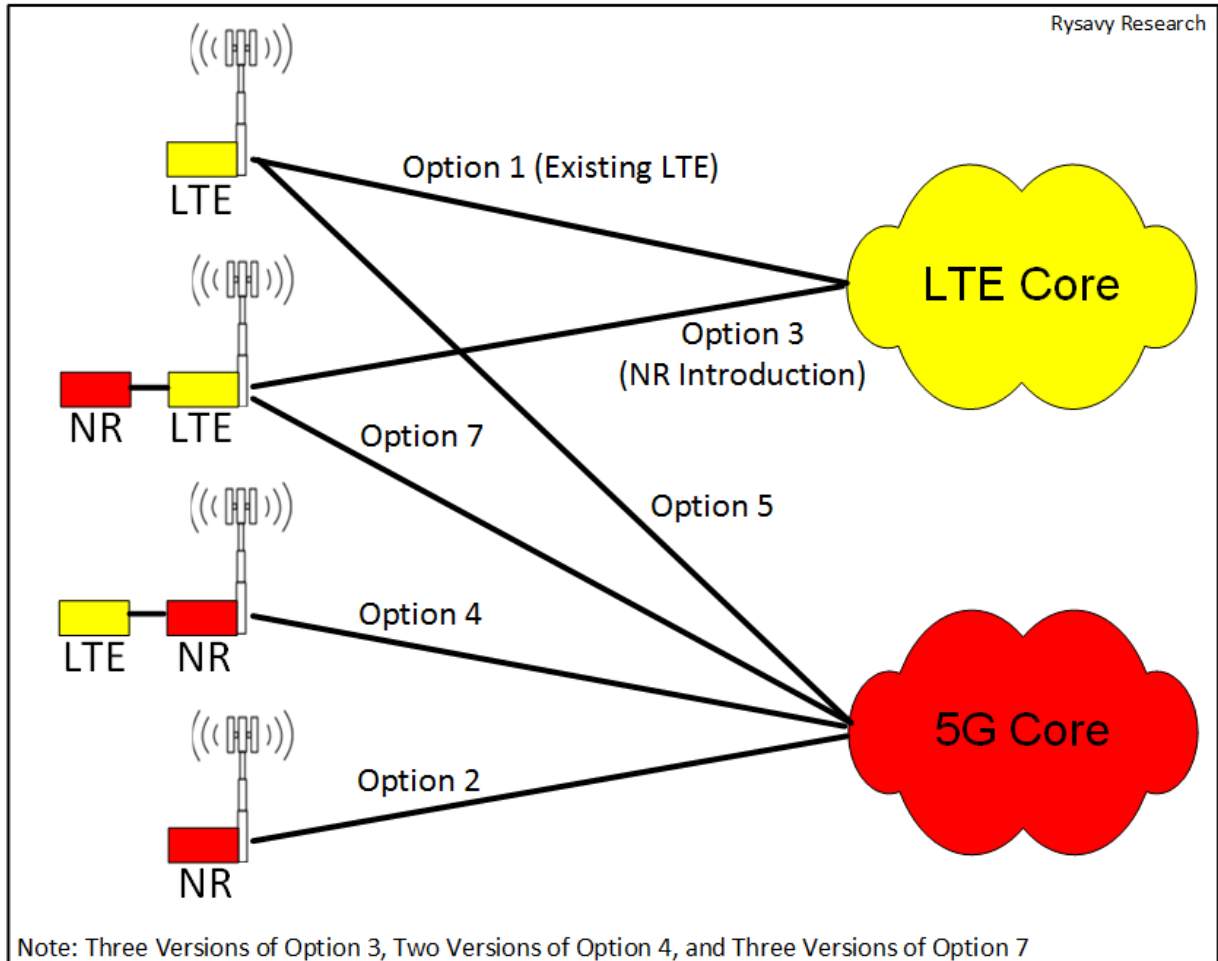 Rysavy Research
LTE
Option 1 (Existing LTE)
LTE Core
Option 3
(NR Introduction)
NR
LTE
Option 7
Option 5
Option 4
LTE
NR
5G Core
Option 2
NR
Note: Three Versions of Option 3, Two Versions of Option 4, and Three Versions of Option 7